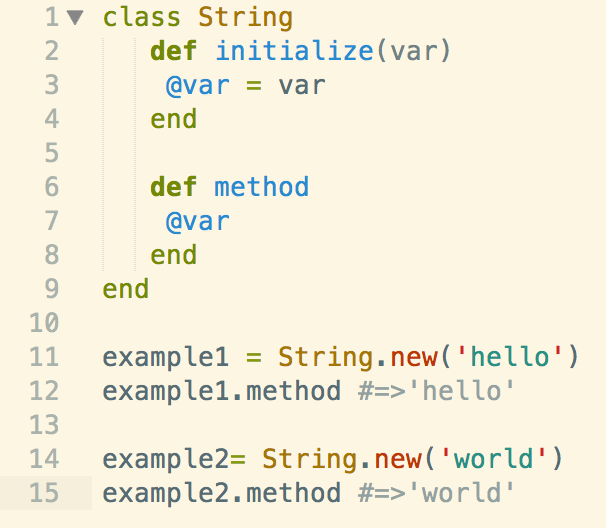 1 class String
2 def initialize(var)
3 @var = var
4 end
5
6 def method
7 @var
8 end
9 end
10
11 example1 = String.new('hello')
12 example1.method #=>'hello'
13
14 example2= String.new('world')
15 example2.method #=>'world'